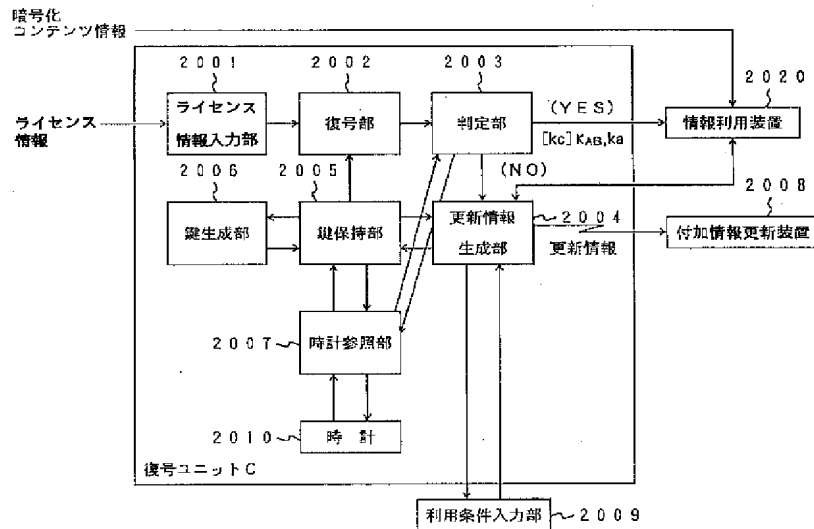 暗号化
コンテンツ情報
2001
2002
2003
2020
ライセンス
情報
ライセンス
情報入力部
復号部
判定部
(YES)
[kc]KAB,ka
情報利用装置
(NO)
2006
2005
2008
鍵生成部
鍵保持部
更新情報
生成部
2004
更新情報
付加情報更新装置
2007
時計参照部
2010
時 計
復号ユニットC
利用条件入力部
2009